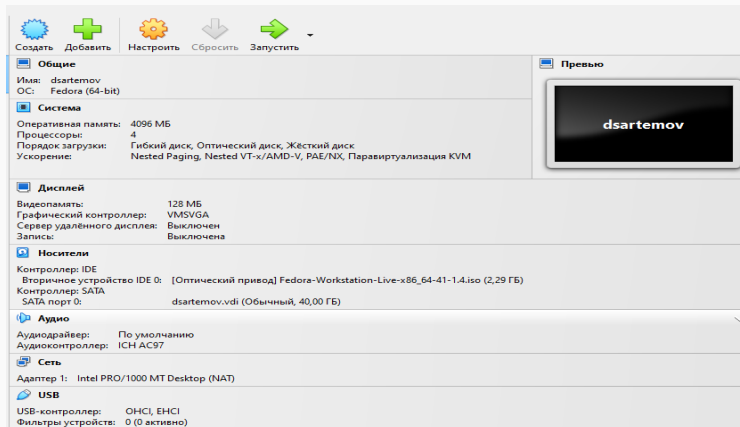 Создать Добавить Настроить Сбросить Запустить
Общие
Имя: dsartemov
ОС: Fedora (64-bit)
Превью
dsartemov
Система
Оперативная память: 4096 МБ
Процессоры: 4
Порядок загрузки: Гибкий диск, Оптический диск, Жёсткий диск
Ускорение: Nested Paging, Nested VT-x/AMD-V, PAE/NX, Паравиртуализация KVM
Дисплей
Видеопамять: 128 МБ
Графический контроллер: VMSVGA
Сервер удалённого дисплея: Выключен
Запись: Выключена
Носители
Контроллер: IDE
Вторичное устройство IDE 0: [Оптический привод] Fedora-Workstation-Live-x86_64-41-1.4.iso (2,29 ГБ)
Контроллер: SATA
SATA порт 0: dsartemov.vdi (Обычный, 40,00 ГБ)
Аудио
Аудиодрайвер: По умолчанию
Аудиоконтроллер: ICH AC97
Сеть
Адаптер 1: Intel PRO/1000 MT Desktop (NAT)
USB
USB-контроллер: OHCI, EHCI
Фильтры устройств: 0 (0 активно)